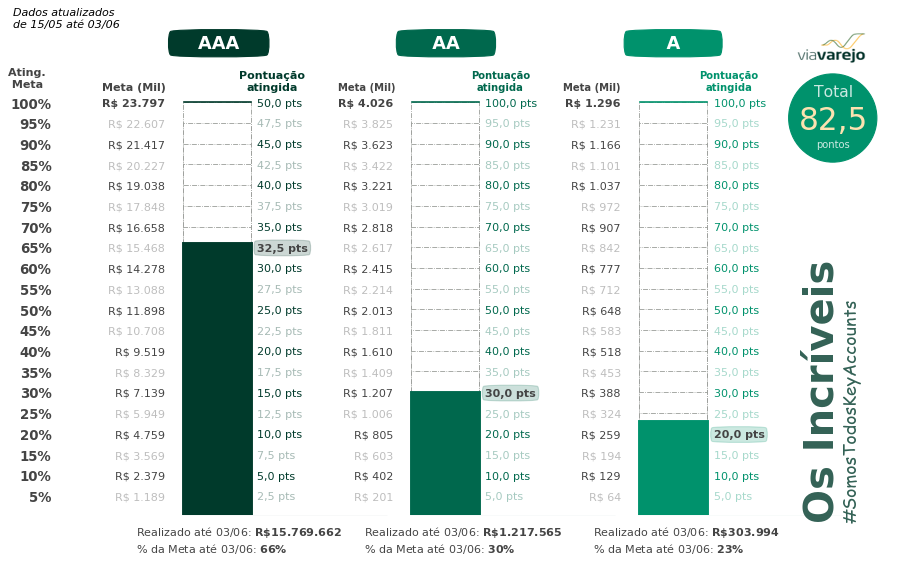 Dados atualizados
de 15/05 até 03/06
AAA
AA
A
viavarejo
Ating. Meta
Meta (Mil)
Pontuação atingida
Meta (Mil)
Pontuação atingida
Meta (Mil)
Pontuação atingida
Total
82,5
pontos
100% R$ 23.797 50,0 pts R$ 4.026 100,0 pts R$ 1.296 100,0 pts
95% R$ 22.607 47,5 pts R$ 3.825 95,0 pts R$ 1.231 95,0 pts
90% R$ 21.417 45,0 pts R$ 3.623 90,0 pts R$ 1.166 90,0 pts
85% R$ 20.227 42,5 pts R$ 3.422 85,0 pts R$ 1.101 85,0 pts
80% R$ 19.038 40,0 pts R$ 3.221 80,0 pts R$ 1.037 80,0 pts
75% R$ 17.848 37,5 pts R$ 3.019 75,0 pts R$ 972 75,0 pts
70% R$ 16.658 35,0 pts R$ 2.818 70,0 pts R$ 907 70,0 pts
65% R$ 15.468 32,5 pts R$ 2.617 65,0 pts R$ 842 65,0 pts
60% R$ 14.278 30,0 pts R$ 2.415 60,0 pts R$ 777 60,0 pts
55% R$ 13.088 27,5 pts R$ 2.214 55,0 pts R$ 712 55,0 pts
50% R$ 11.898 25,0 pts R$ 2.013 50,0 pts R$ 648 50,0 pts
45% R$ 10.708 22,5 pts R$ 1.811 45,0 pts R$ 583 45,0 pts
40% R$ 9.519 20,0 pts R$ 1.610 40,0 pts R$ 518 40,0 pts
35% R$ 8.329 17,5 pts R$ 1.409 35,0 pts R$ 453 35,0 pts
30% R$ 7.139 15,0 pts R$ 1.207 30,0 pts R$ 388 30,0 pts
25% R$ 5.949 12,5 pts R$ 1.006 25,0 pts R$ 324 25,0 pts
20% R$ 4.759 10,0 pts R$ 805 20,0 pts R$ 259 20,0 pts
15% R$ 3.569 7,5 pts R$ 603 15,0 pts R$ 194 15,0 pts
10% R$ 2.379 5,0 pts R$ 402 10,0 pts R$ 129 10,0 pts
5% R$ 1.189 2,5 pts R$ 201 5,0 pts R$ 64 5,0 pts
Realizado até 03/06: R$15.769.662
% da Meta até 03/06: 66%
Realizado até 03/06: R$1.217.565
% da Meta até 03/06: 30%
Realizado até 03/06: R$303.994
% da Meta até 03/06: 23%
Os Incríveis
#SomosTodosKeyAccounts